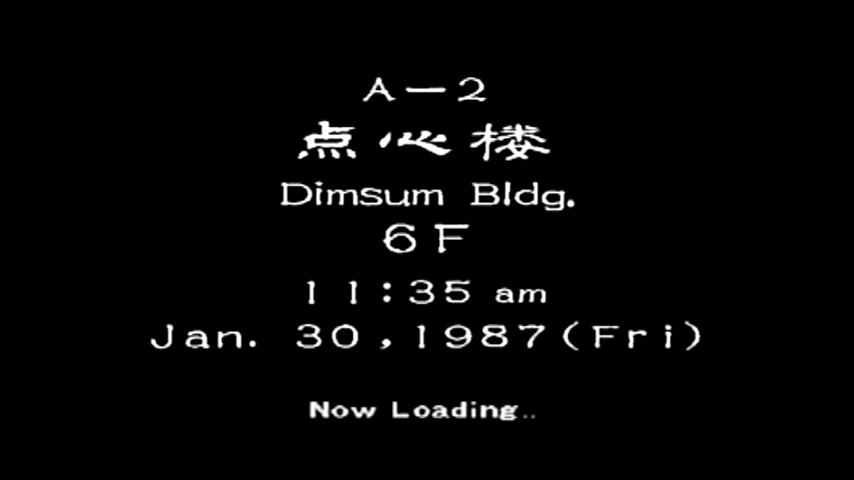 A－2
点心楼
Dimsum Bldg.
6F
11:35 am
Jan. 30,1987(Fri)
Now Loading..